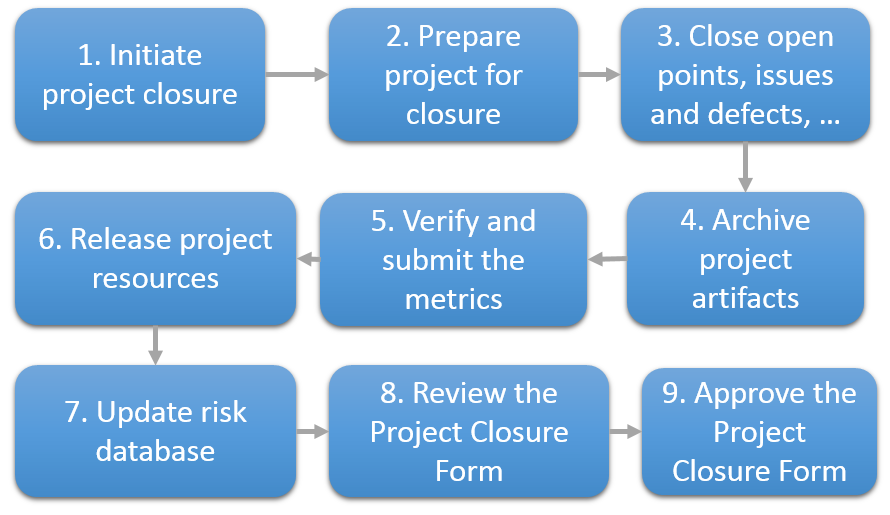 1. Initiate
project closure
2. Prepare
project for
closure
3. Close open
points, issues
and defects, ...
4. Archive
project
artifacts
5. Verify and
submit the
metrics
6. Release project
resources
7. Update risk
database
8. Review the
Project Closure
Form
9. Approve the
Project
Closure Form